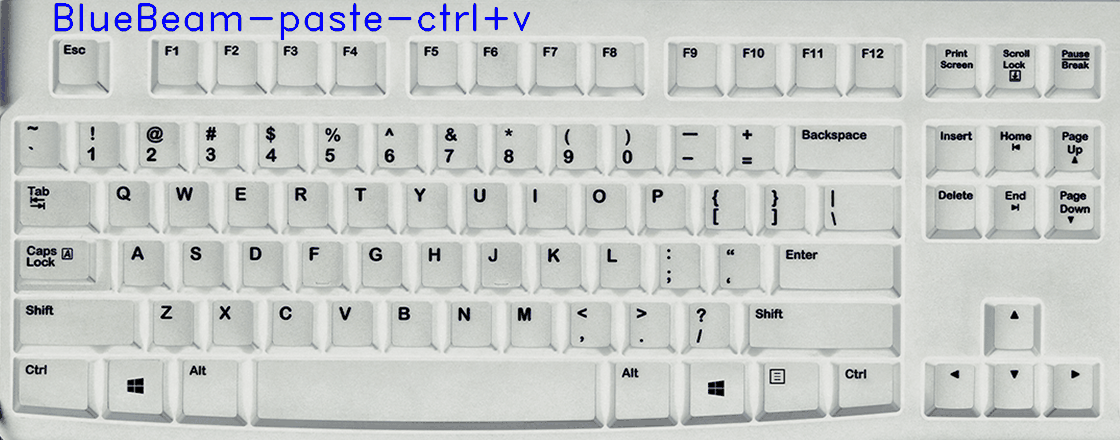 BlueBeam-paste-ctrl+v
Esc F1 F2 F3 F4 F5 F6 F7 F8 F9 F10 F11 F12 Print Screen Scroll Lock Pause Break
~ ` ! 1 @ 2 # 3 $ 4 % 5 ^ 6 & 7 * 8 ( 9 ) 0 — - + = Backspace Insert Home Page Up
Tab Q W E R T Y U I O P { [ } ] | \ Delete End Page Down
Caps Lock A A S D F G H J K L : ; “ ‘ Enter
Shift Z X C V B N M < , > . ? / Shift
Ctrl Alt Alt Ctrl